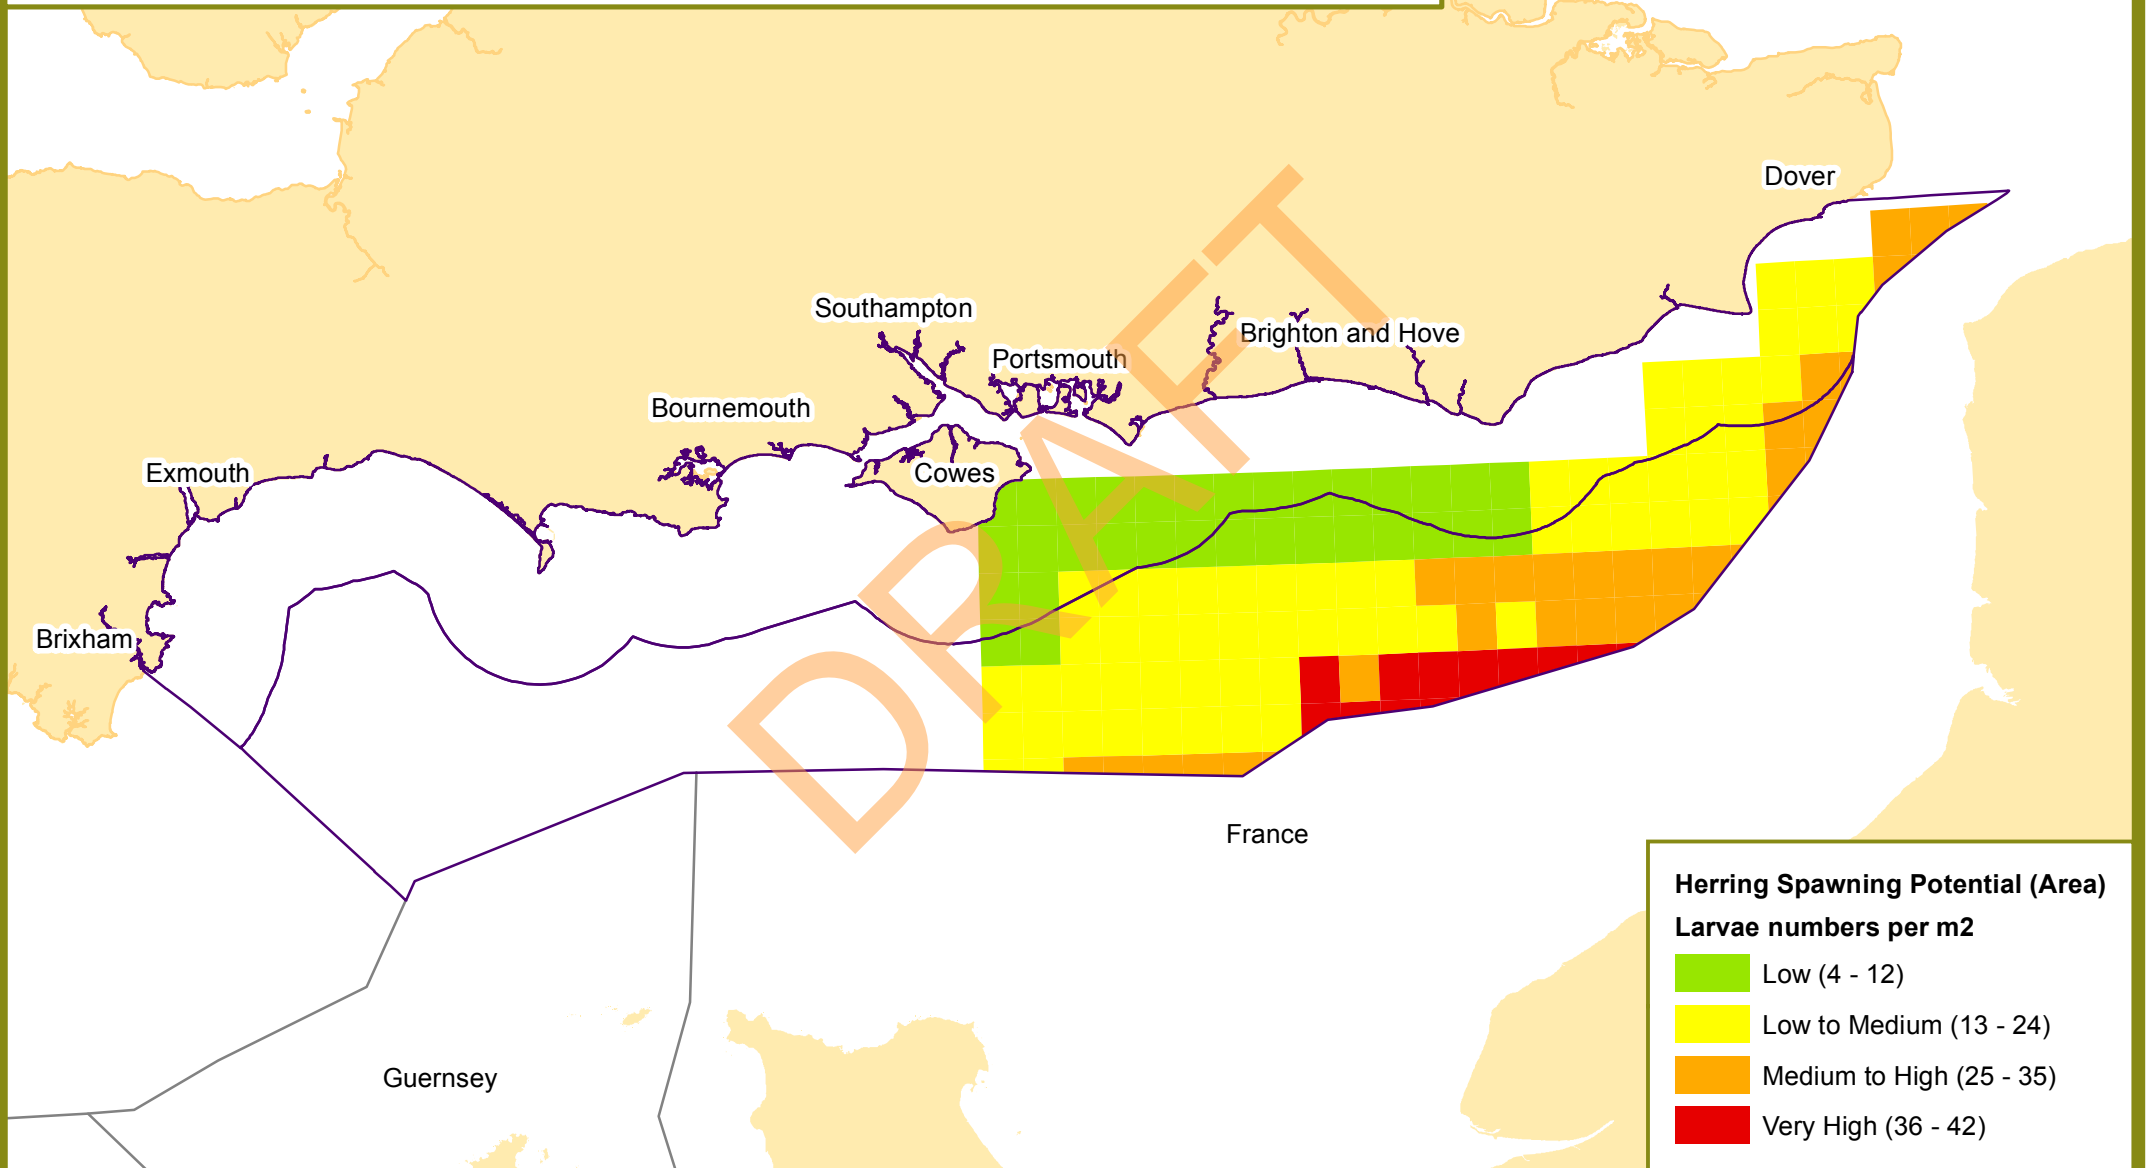 Dover
Southampton
Brighton and Hove
Portsmouth
Bournemouth
Exmouth
Cowes
Brixham
DRAFT
France
Guernsey
Herring Spawning Potential (Area)
Larvae numbers per m2
Low (4 - 12)
Low to Medium (13 - 24)
Medium to High (25 - 35)
Very High (36 - 42)